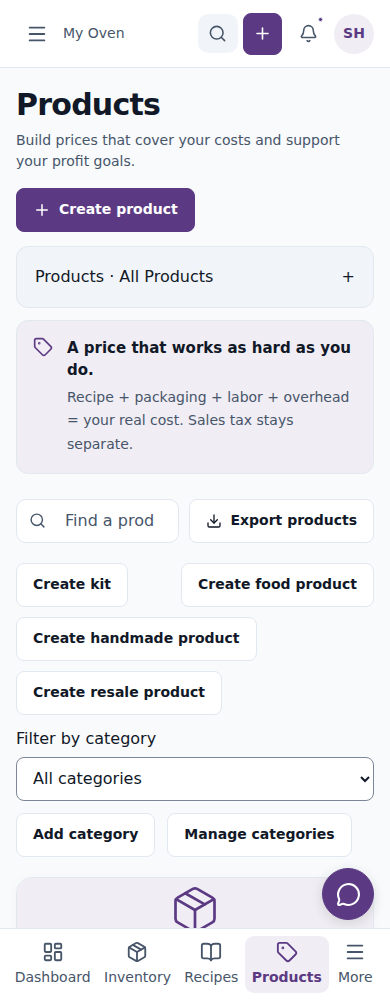 My Oven
SH
Products
Build prices that cover your costs and support
your profit goals.
Create product
Products · All Products
+
A price that works as hard as you
do.
Recipe + packaging + labor + overhead
= your real cost. Sales tax stays
separate.
Find a prod
Export products
Create kit
Create food product
Create handmade product
Create resale product
Filter by category
All categories
Add category
Manage categories
Dashboard
Inventory
Recipes
Products
More